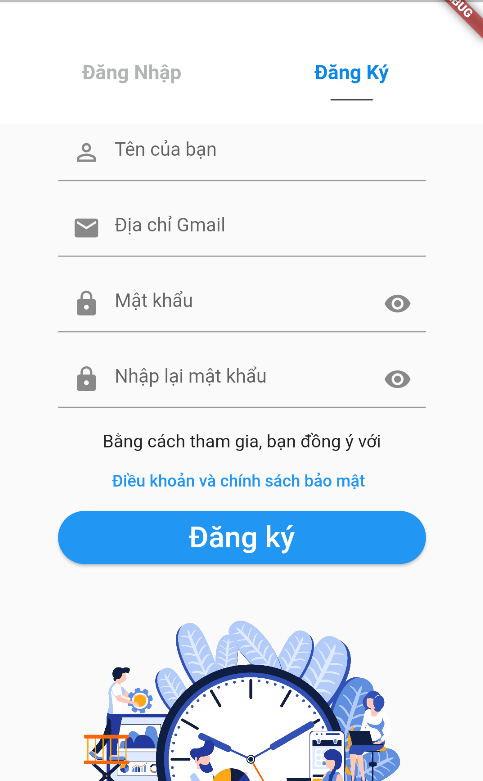 BUG
Đăng Nhập
Đăng Ký
Tên của bạn
Địa chỉ Gmail
Mật khẩu
Nhập lại mật khẩu
Bằng cách tham gia, bạn đồng ý với
Điều khoản và chính sách bảo mật
Đăng ký